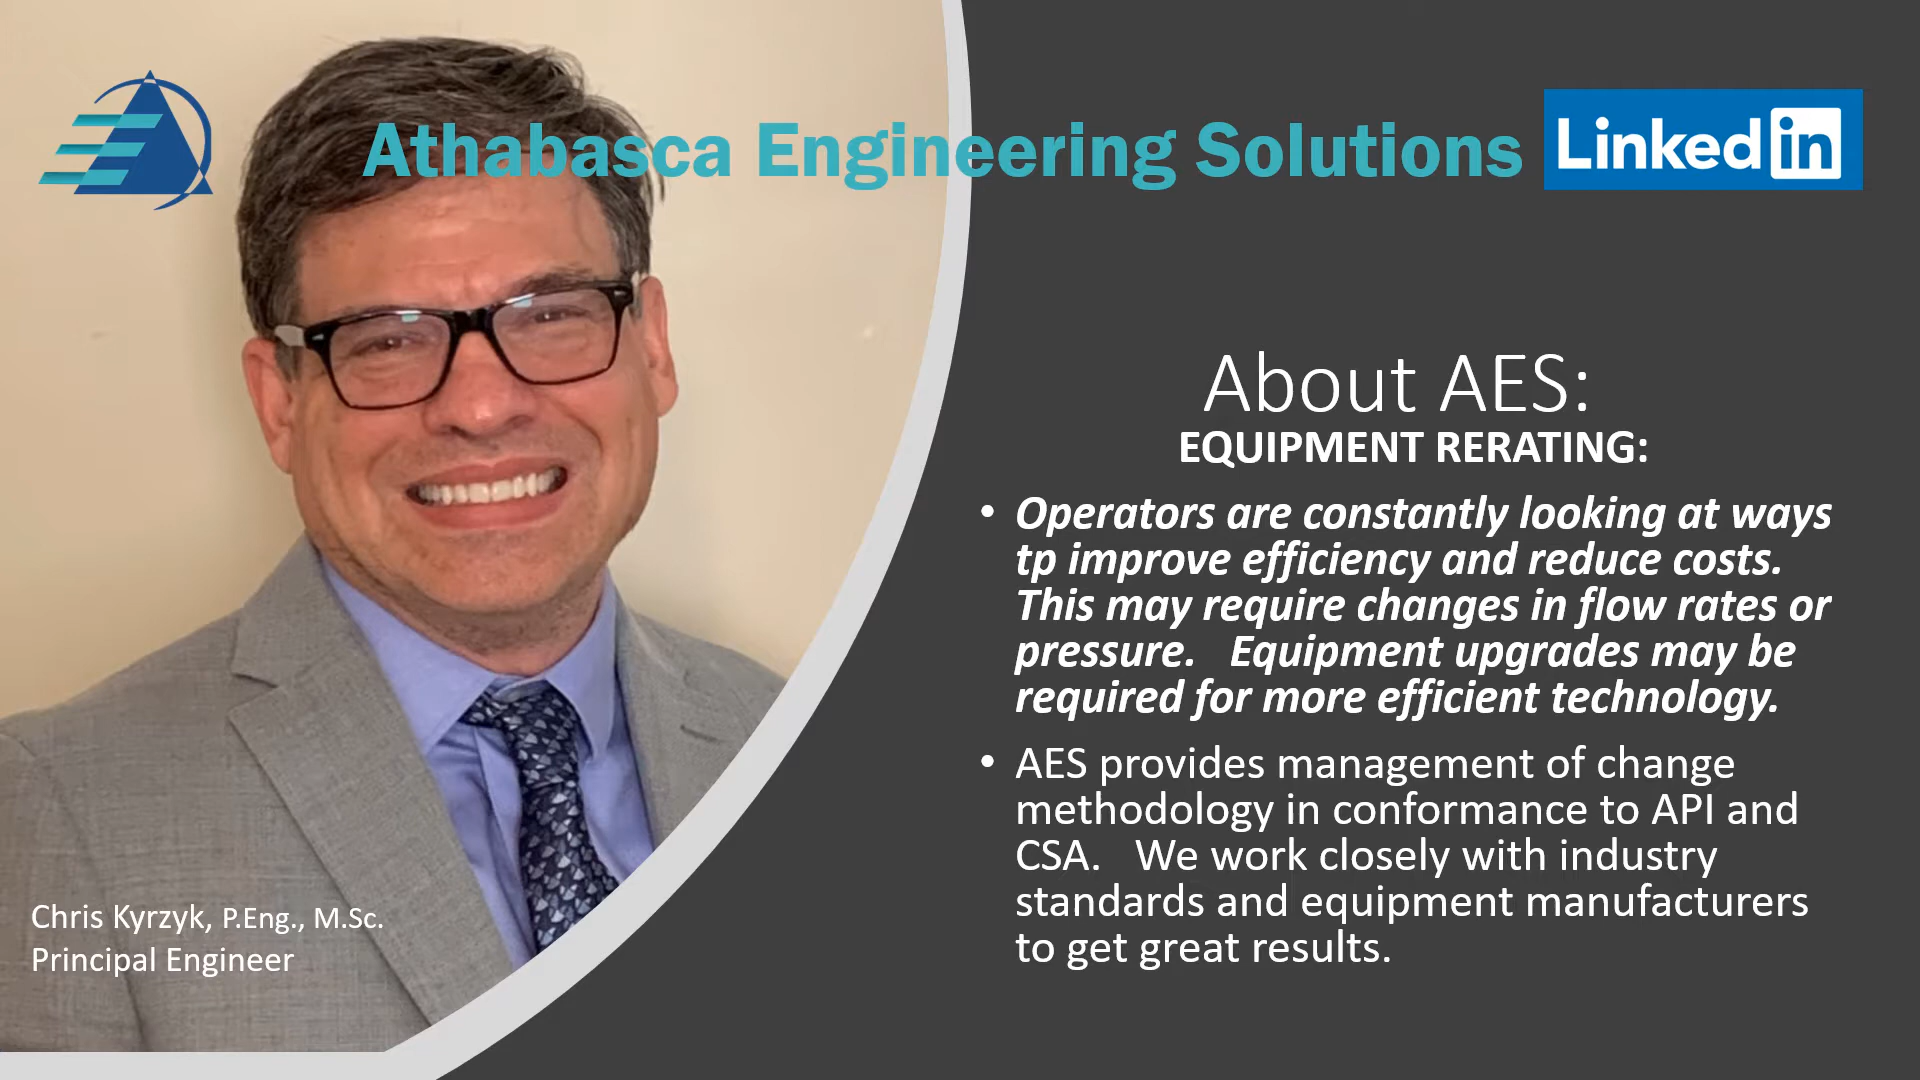 Athabasca Engineering Solutions
Linked in
About AES:
EQUIPMENT RERATING:
• Operators are constantly looking at ways
tp improve efficiency and reduce costs.
This may require changes in flow rates or
pressure.   Equipment upgrades may be
required for more efficient technology.
• AES provides management of change
methodology in conformance to API and
CSA.   We work closely with industry
standards and equipment manufacturers
to get great results.
Chris Kyrzyk, P.Eng., M.Sc.
Principal Engineer